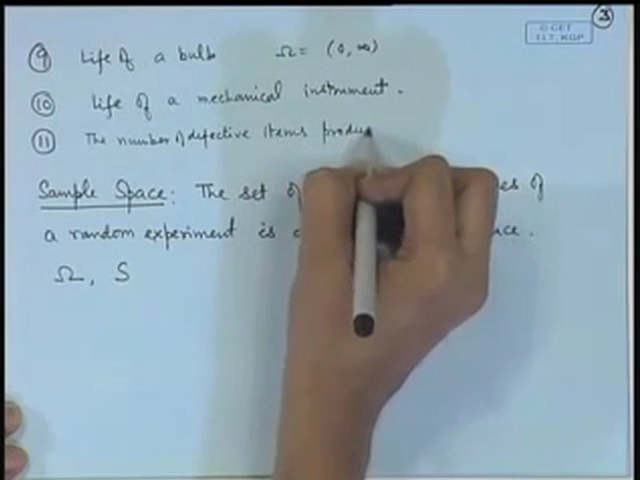 3
© CET
I.I.T. KGP
9 Life of a bulb Ω = (0, ∞)
10 Life of a mechanical instrument.
11 The number of defective items produ
Sample Space: The set of es of
a random experiment is
Ω, S